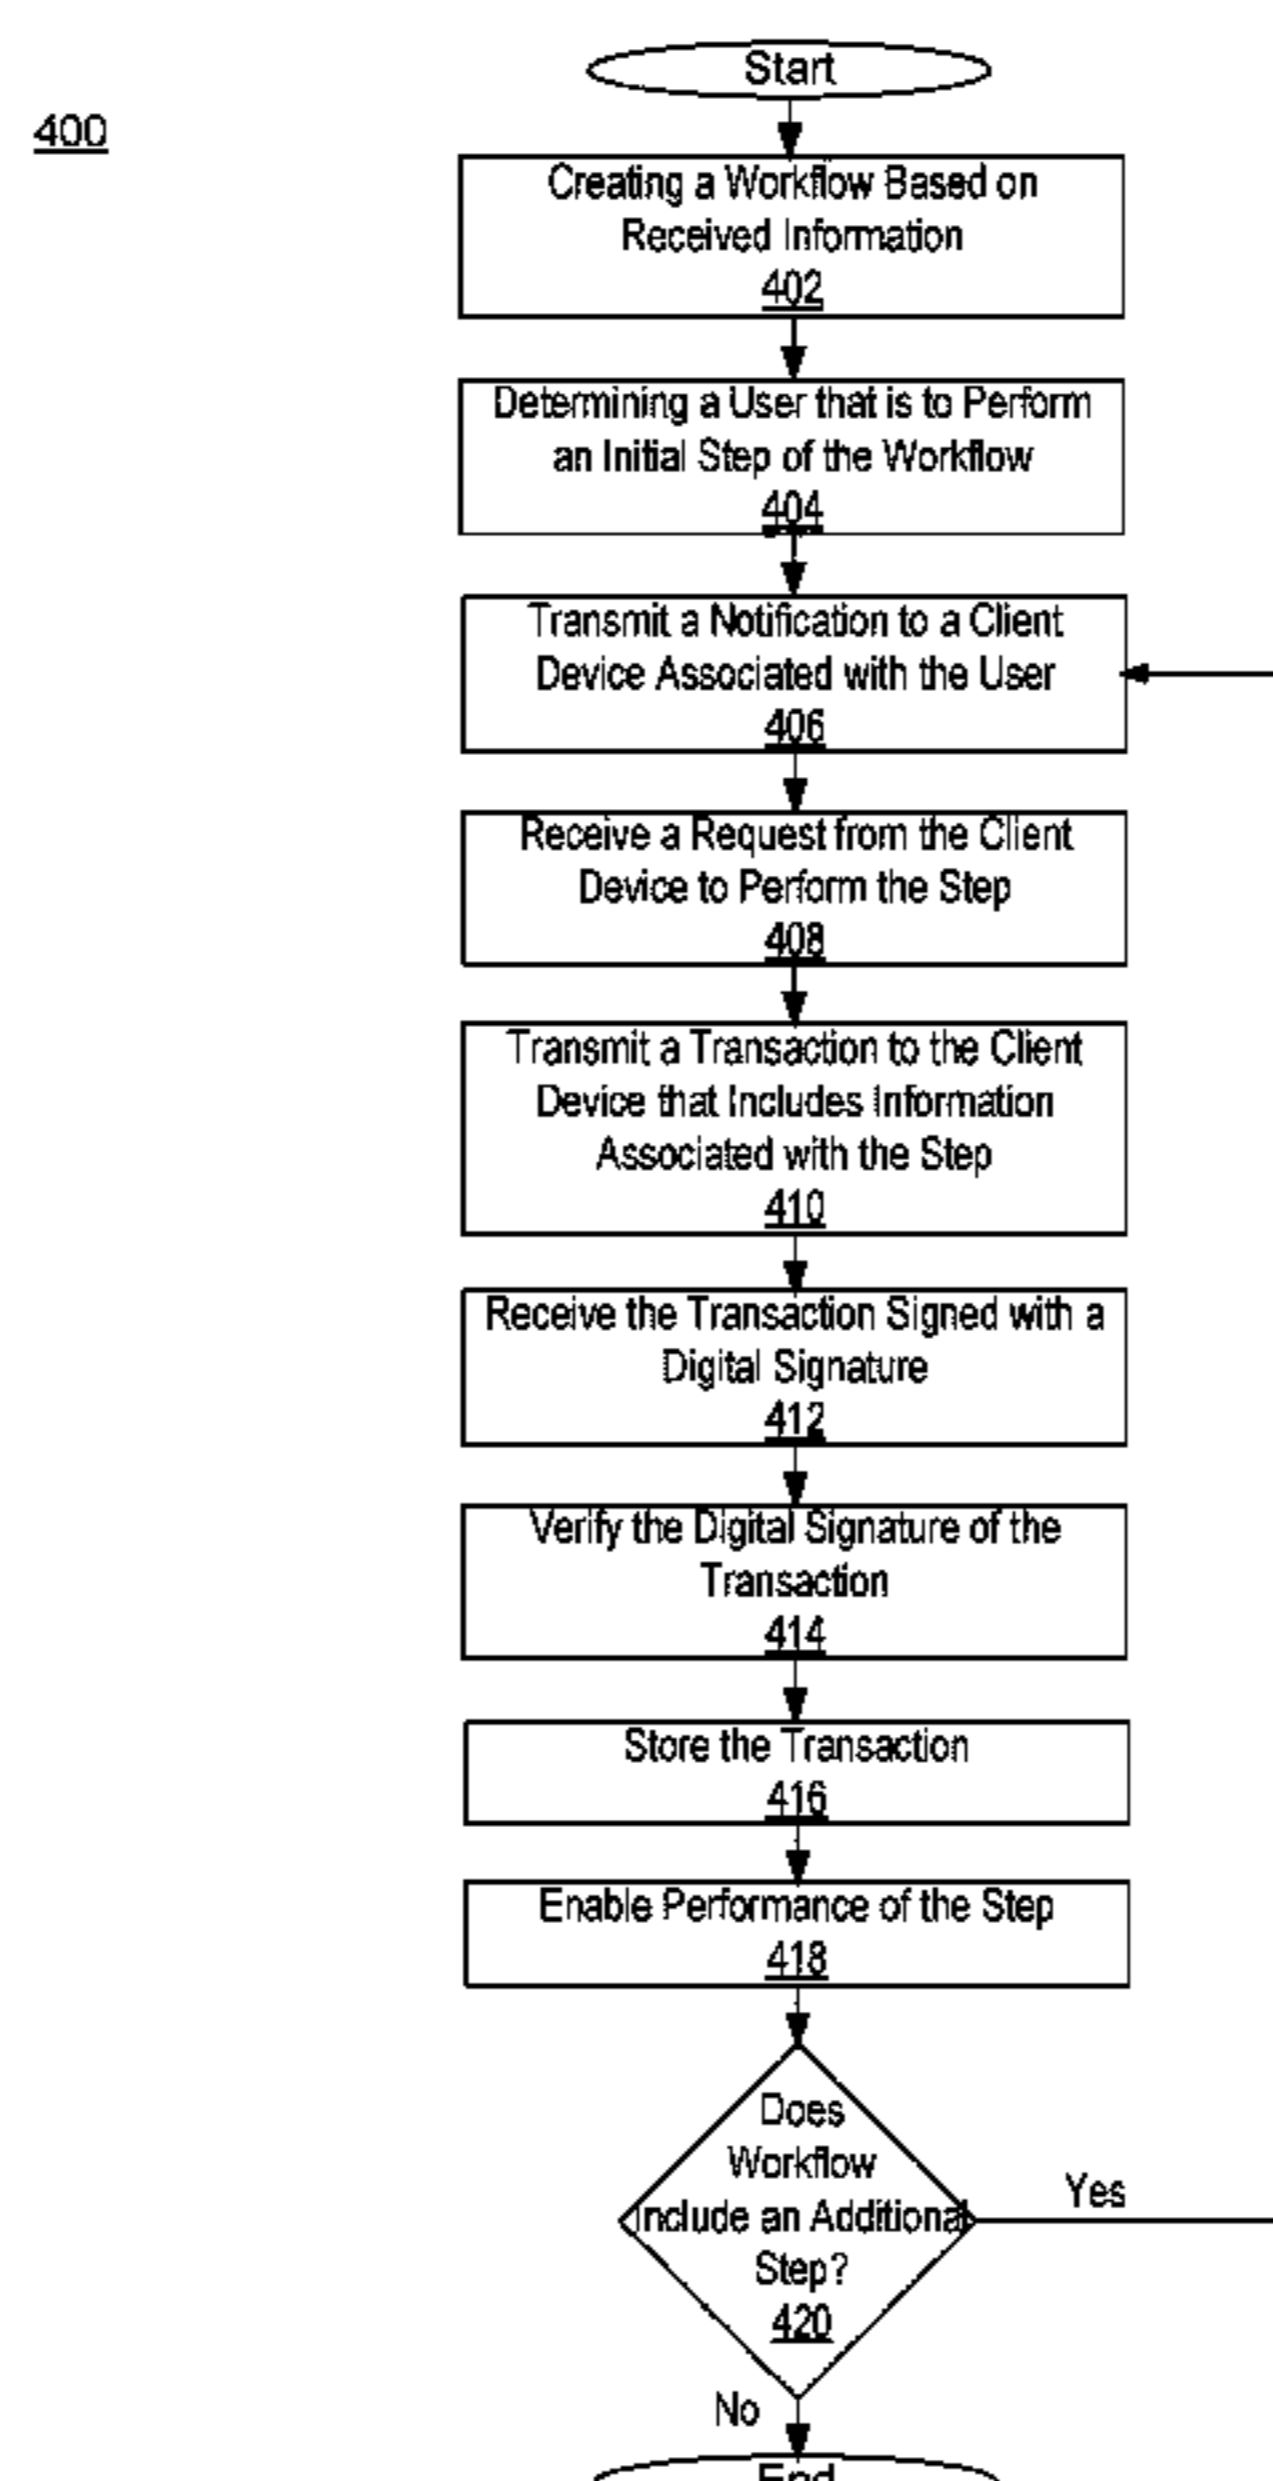 Start
400
Creating a Workflow Based on
Received Information
402
Determining a User that is to Perform
an Initial Step of the Workflow
404
Transmit a Notification to a Client
Device Associated with the User
406
Receive a Request from the Client
Device to Perform the Step
408
Transmit a Transaction to the Client
Device that Includes Information
Associated with the Step
410
Receive the Transaction Signed with a
Digital Signature
412
Verify the Digital Signature of the
Transaction
414
Store the Transaction
416
Enable Performance of the Step
418
Does
Workflow
Include an Additional
Step?
420
Yes
No
End